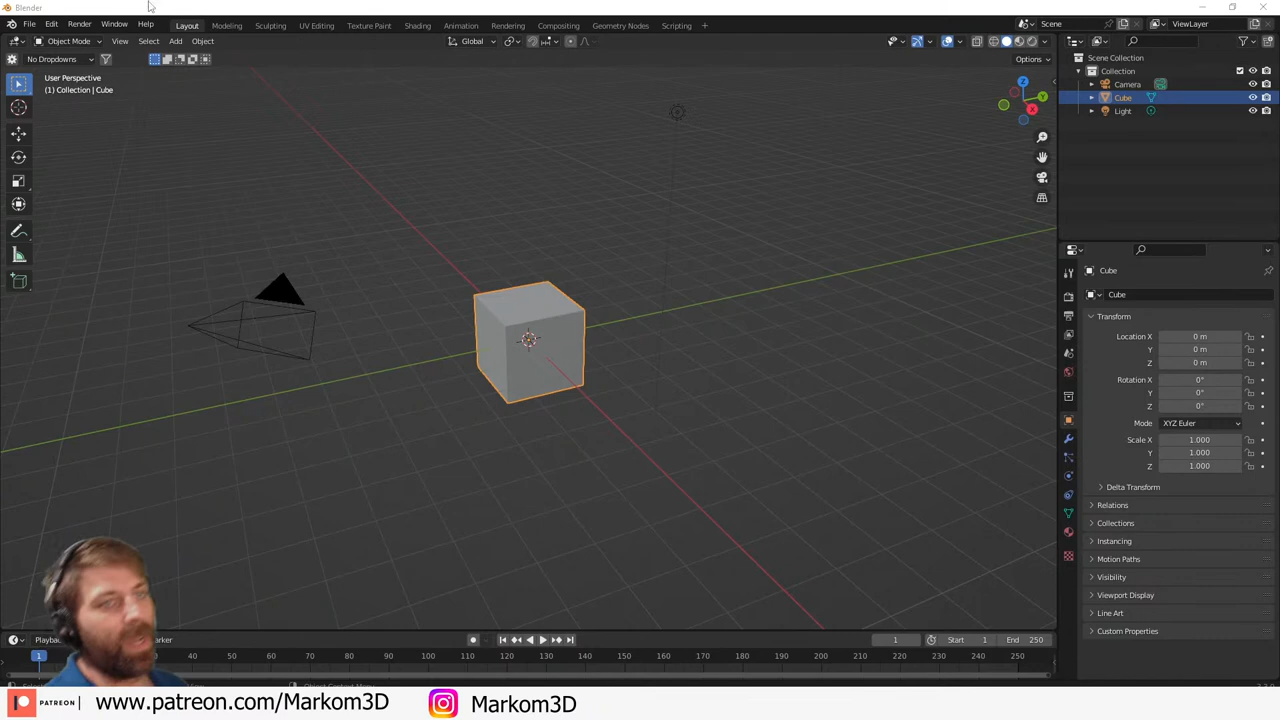 Blender
File Edit Render Window Help Layout Modeling Sculpting UV Editing Texture Paint Shading Animation Rendering Compositing Geometry Nodes Scripting + Scene ViewLayer
Object Mode View Select Add Object Global
No Dropdowns Options
User Perspective
(1) Collection | Cube
Z
Y
X
Scene Collection
Collection
Camera
Cube
Light
Cube
Cube
Transform
Location X 0 m
Y 0 m
Z 0 m
Rotation X 0°
Y 0°
Z 0°
Mode XYZ Euler
Scale X 1.000
Y 1.000
Z 1.000
Delta Transform
Relations
Collections
Instancing
Motion Paths
Visibility
Viewport Display
Line Art
Custom Properties
1 Start 1 End 250
1 40 50 60 70 80 90 100 110 120 130 140 150 160 170 180 190 200 210 220 230 240 250
PATREON www.patreon.com/Markom3D Markom3D